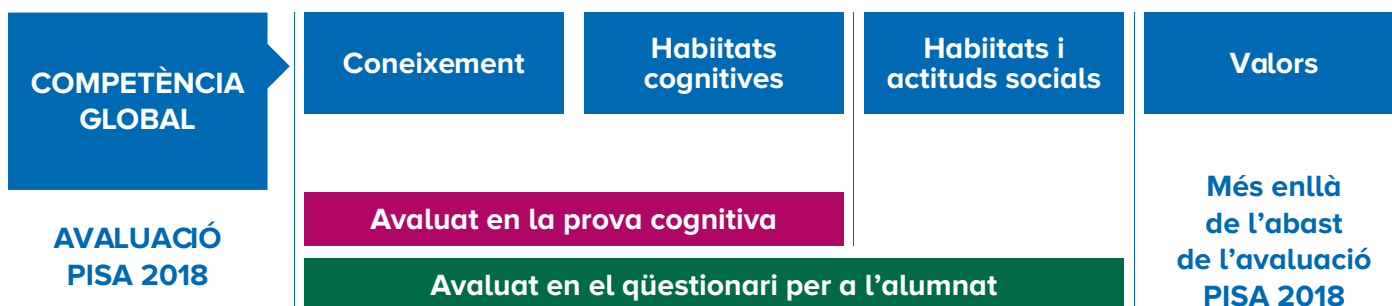 COMPETÈNCIA
GLOBAL
Coneixement
Habiitats
cognitives
Habiitats i
actituds socials
Valors
AVALUACIÓ
PISA 2018
Avaluat en la prova cognitiva
Avaluat en el qüestionari per a l’alumnat
Més enllà
de l’abast
de l’avaluació
PISA 2018